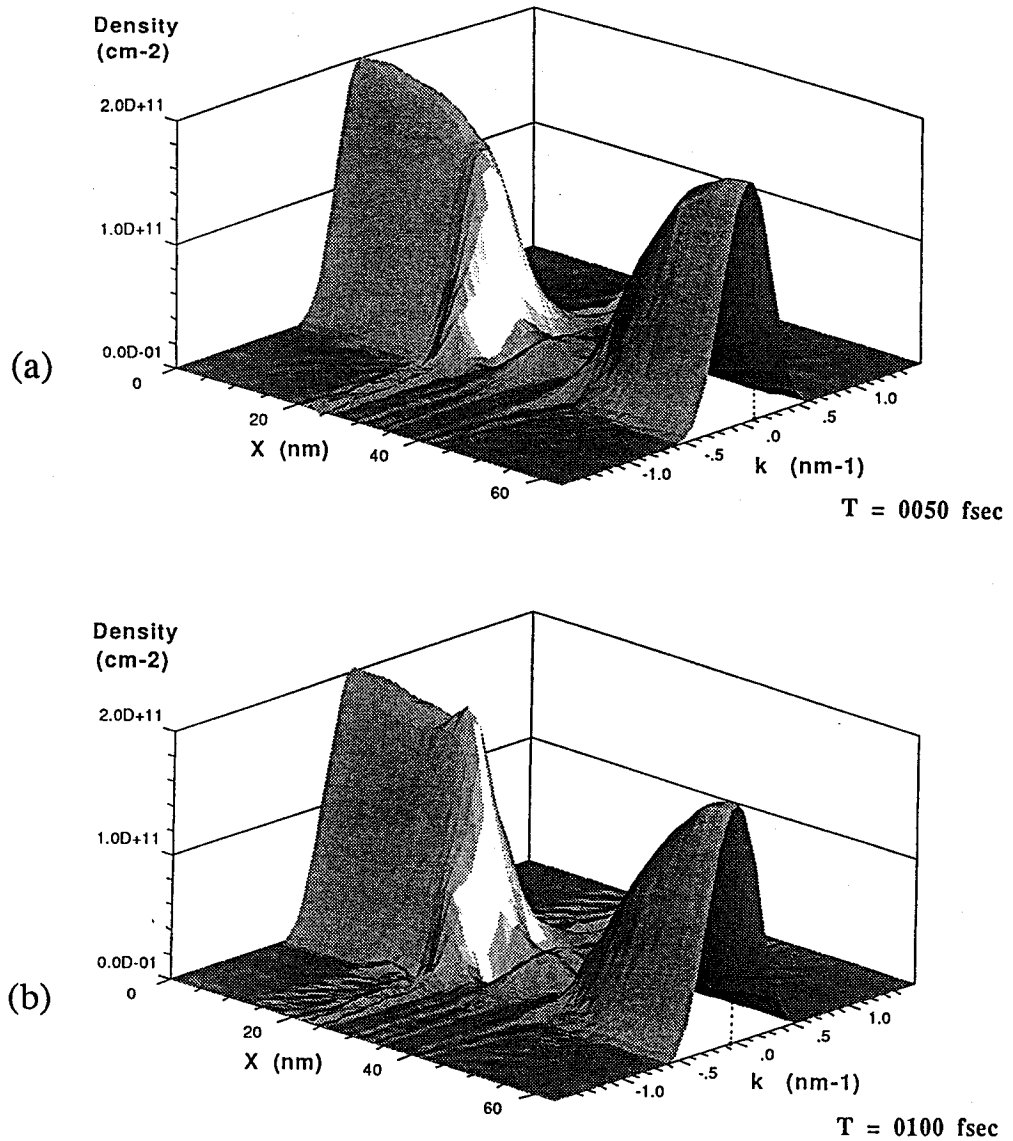 Density
(cm-2)
2.0D+11
1.0D+11
0.0D-01
(a)
0
20
X (nm)
40
60
-1.0
-.5
.0
.5
1.0
k (nm-1)
T = 0050 fsec
Density
(cm-2)
2.0D+11
1.0D+11
0.0D-01
(b)
0
20
X (nm)
40
60
-1.0
-.5
.0
.5
1.0
k (nm-1)
T = 0100 fsec